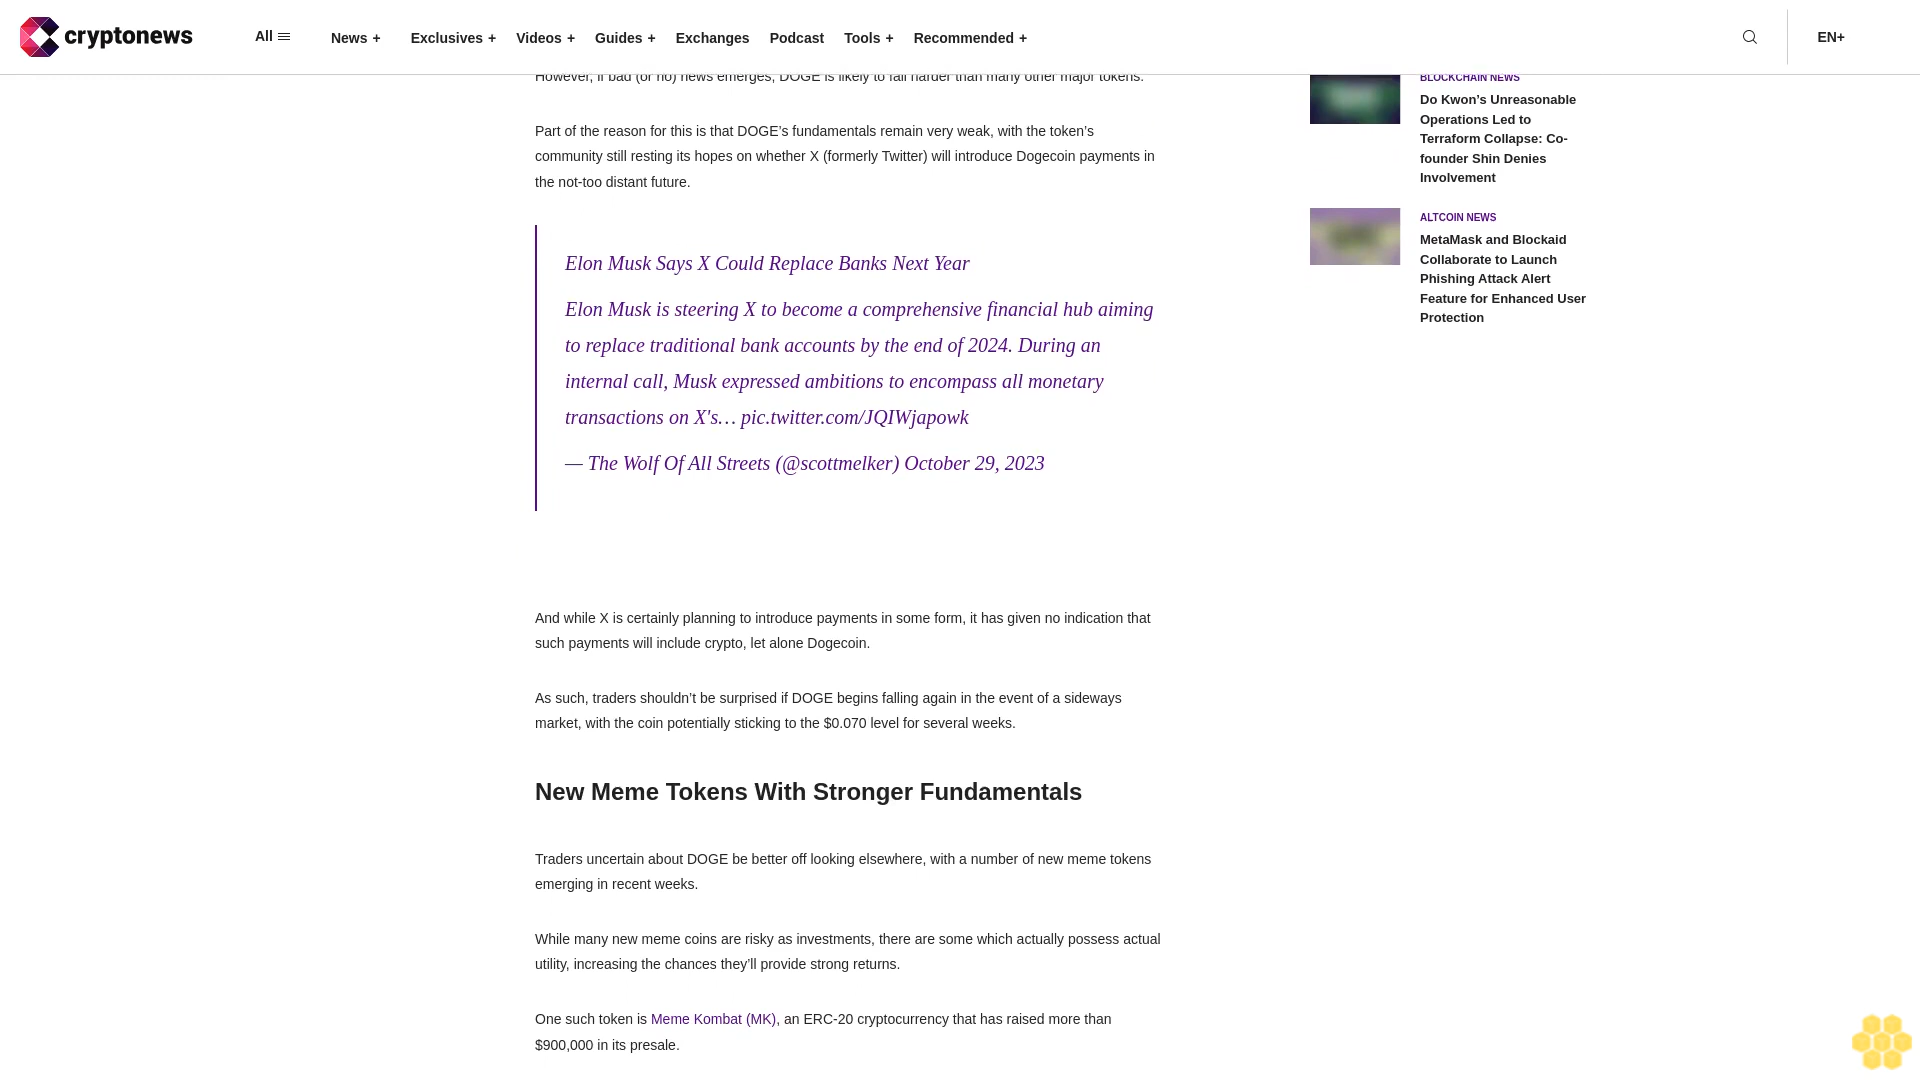 cryptonews
All
News +
Exclusives +
Videos +
Guides +
Exchanges
Podcast
Tools +
Recommended +
EN+
However, if bad (or no) news emerges, DOGE is likely to fall harder than many other major tokens.
Part of the reason for this is that DOGE’s fundamentals remain very weak, with the token’s
community still resting its hopes on whether X (formerly Twitter) will introduce Dogecoin payments in
the not-too distant future.
Elon Musk Says X Could Replace Banks Next Year
Elon Musk is steering X to become a comprehensive financial hub aiming
to replace traditional bank accounts by the end of 2024. During an
internal call, Musk expressed ambitions to encompass all monetary
transactions on X's… pic.twitter.com/JQIWjapowk
— The Wolf Of All Streets (@scottmelker) October 29, 2023
And while X is certainly planning to introduce payments in some form, it has given no indication that
such payments will include crypto, let alone Dogecoin.
As such, traders shouldn’t be surprised if DOGE begins falling again in the event of a sideways
market, with the coin potentially sticking to the $0.070 level for several weeks.
New Meme Tokens With Stronger Fundamentals
Traders uncertain about DOGE be better off looking elsewhere, with a number of new meme tokens
emerging in recent weeks.
While many new meme coins are risky as investments, there are some which actually possess actual
utility, increasing the chances they’ll provide strong returns.
One such token is Meme Kombat (MK), an ERC-20 cryptocurrency that has raised more than
$900,000 in its presale.
BLOCKCHAIN NEWS
Do Kwon’s Unreasonable
Operations Led to
Terraform Collapse: Co-
founder Shin Denies
Involvement
ALTCOIN NEWS
MetaMask and Blockaid
Collaborate to Launch
Phishing Attack Alert
Feature for Enhanced User
Protection